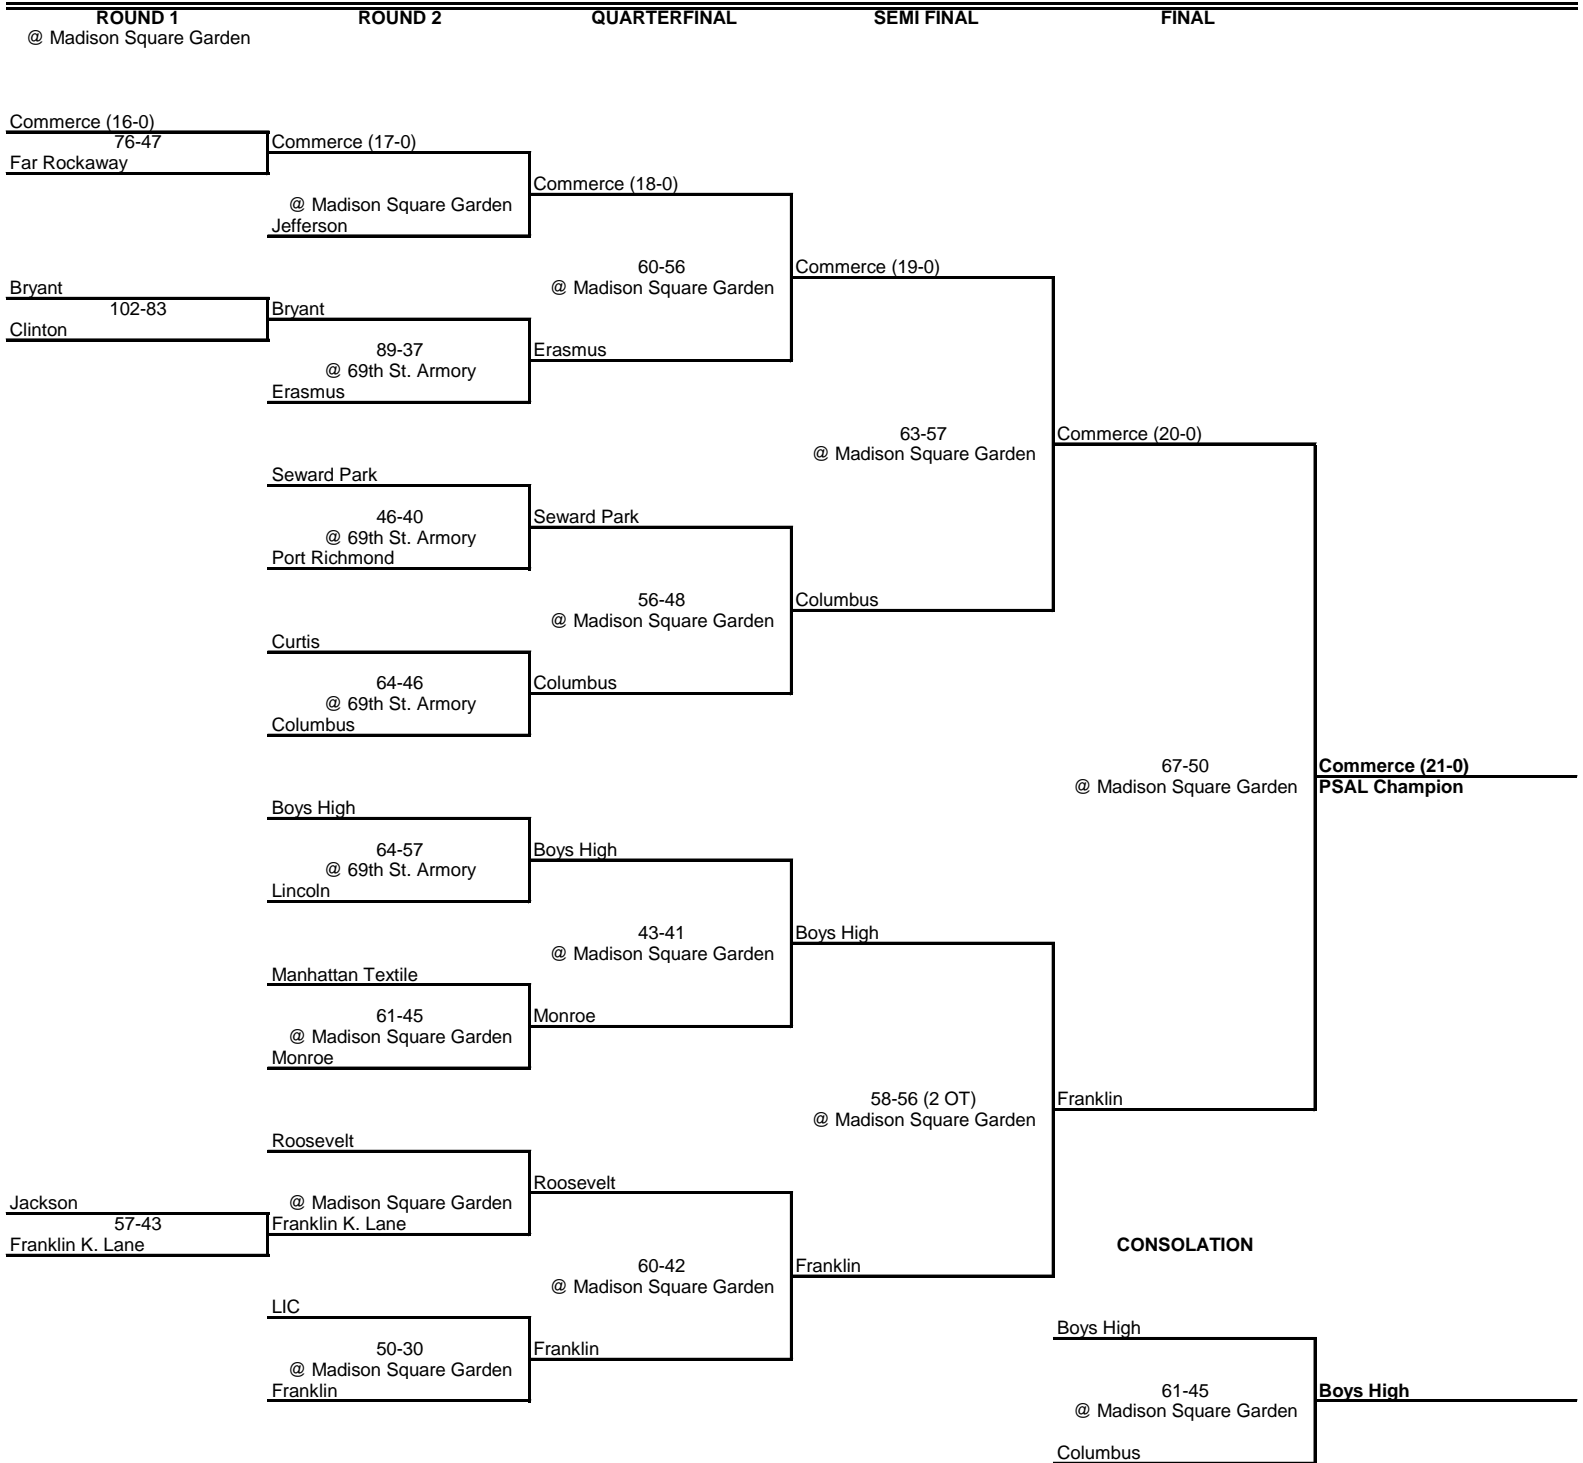 ROUND 1 ROUND 2 QUARTERFINAL SEMI FINAL FINAL
@ Madison Square Garden
Commerce (16-0)
76-47
Commerce (17-0)
Far Rockaway
Commerce (18-0)
@ Madison Square Garden
Jefferson
60-56
Commerce (19-0)
@ Madison Square Garden
Bryant
102-83
Bryant
Clinton
89-37
Erasmus
@ 69th St. Armory
Erasmus
63-57
Commerce (20-0)
@ Madison Square Garden
Seward Park
46-40
Seward Park
@ 69th St. Armory
Port Richmond
56-48
Columbus
@ Madison Square Garden
Curtis
64-46
Columbus
@ 69th St. Armory
Columbus
67-50
Commerce (21-0)
@ Madison Square Garden
PSAL Champion
Boys High
64-57
Boys High
@ 69th St. Armory
Lincoln
43-41
Boys High
@ Madison Square Garden
Manhattan Textile
61-45
Monroe
@ Madison Square Garden
Monroe
58-56 (2 OT)
Franklin
@ Madison Square Garden
Roosevelt
Roosevelt
Jackson
@ Madison Square Garden
57-43
Franklin K. Lane
Franklin K. Lane
CONSOLATION
60-42
Franklin
@ Madison Square Garden
LIC
Boys High
50-30
Franklin
@ Madison Square Garden
Franklin
61-45
Boys High
@ Madison Square Garden
Columbus